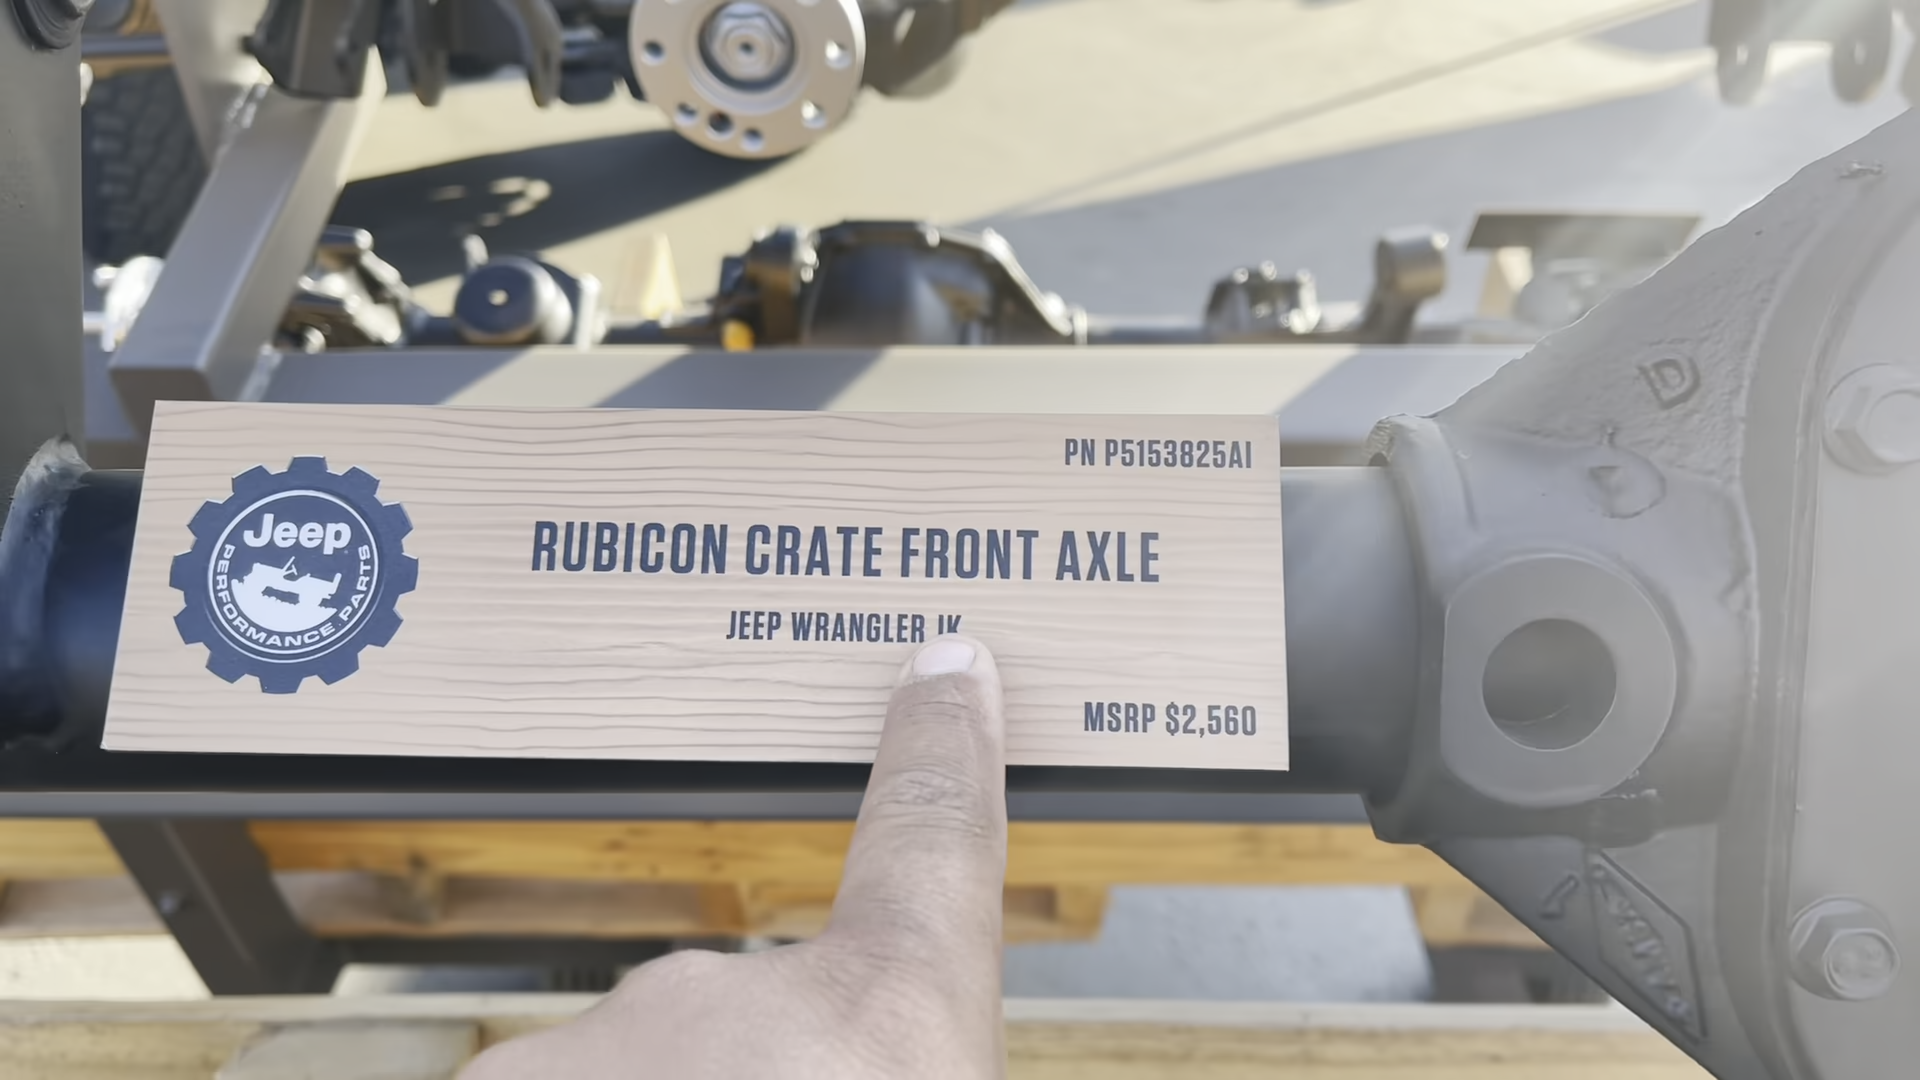 PN P5153825AI
Jeep
PERFORMANCE PARTS
RUBICON CRATE FRONT AXLE
JEEP WRANGLER JK
MSRP $2,560
D